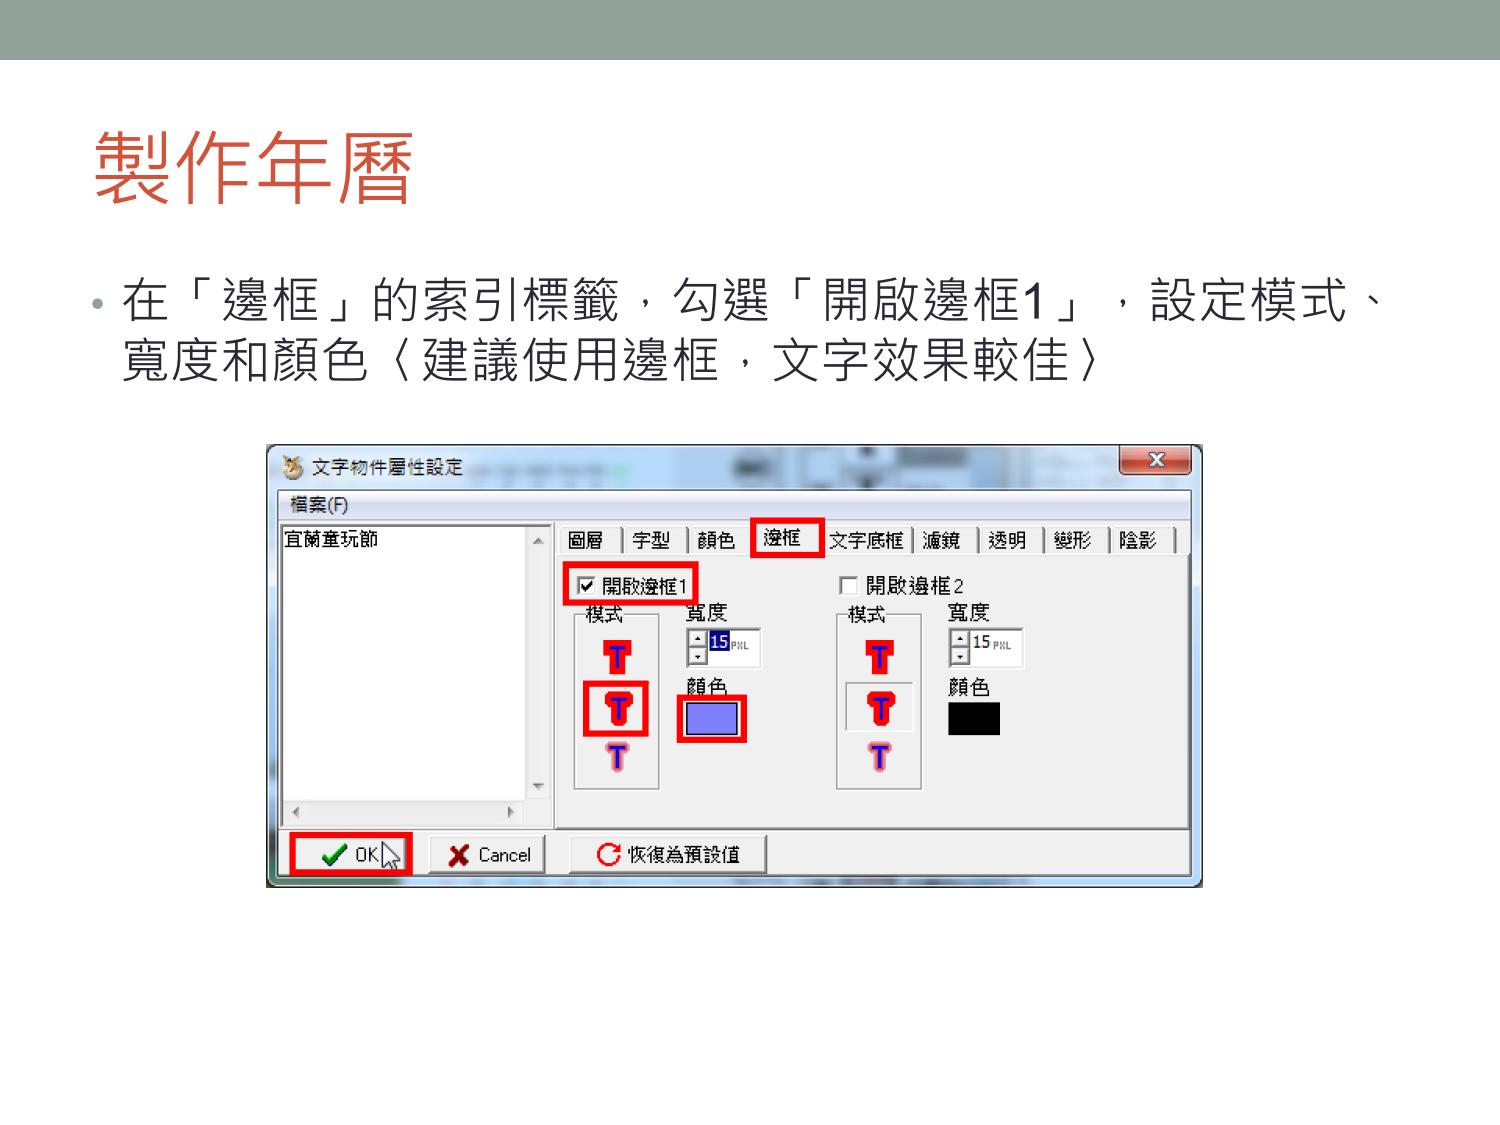 製作年曆
• 在「邊框」的索引標籤，勾選「開啟邊框1」，設定模式、
寬度和顏色〈建議使用邊框，文字效果較佳〉
文字物件屬性設定
檔案(F)
宜蘭童玩節
圖層 字型 顏色 邊框 文字底框 濾鏡 透明 變形 陰影
開啟邊框1 開啟邊框2
模式 寬度 模式 寬度
15 PXL 15 PXL
顏色 顏色
T T
T T
T T
OK Cancel 恢復為預設值